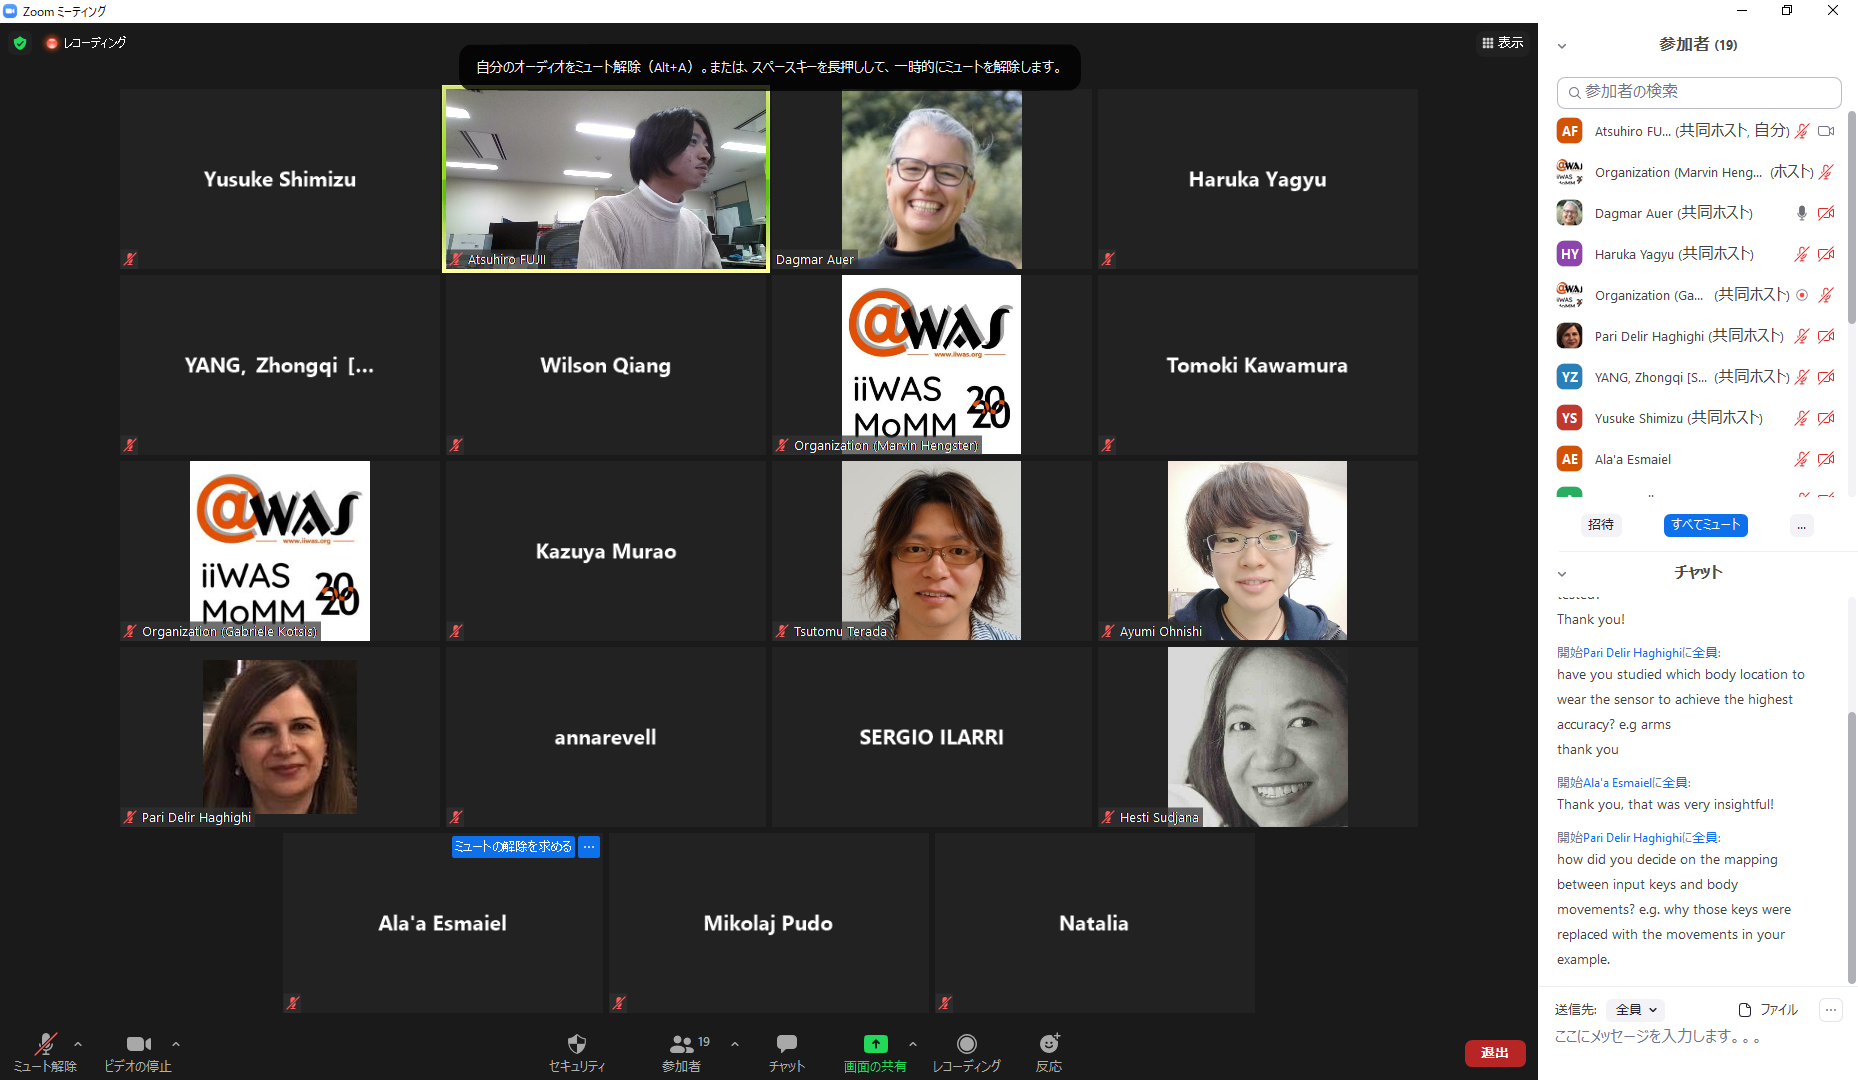 Zoom ミーティング
レコーディング
表示
自分のオーディオをミュート解除（Alt+A）。または、スペースキーを長押しして、一時的にミュートを解除します。
Yusuke Shimizu
Atsuhiro FUJII
Dagmar Auer
Haruka Yagyu
YANG, Zhongqi [...
Wilson Qiang
@WAS
www.iiwas.org
iiWAS
MoMM 2020
Organization (Marvin Hengster)
Tomoki Kawamura
@WAS
www.iiwas.org
iiWAS
MoMM 2020
Organization (Gabriele Kotsis)
Kazuya Murao
Tsutomu Terada
Ayumi Ohnishi
Pari Delir Haghighi
annarevell
SERGIO ILARRI
Hesti Sudjana
ミュートの解除を求める ...
Ala'a Esmaiel
Mikolaj Pudo
Natalia
ミュート解除
ビデオの停止
セキュリティ
19
参加者
チャット
画面の共有
レコーディング
反応
退出
参加者 (19)
参加者の検索
AF Atsuhiro FU... (共同ホスト, 自分)
Organization (Marvin Heng... (ホスト)
Dagmar Auer (共同ホスト)
HY Haruka Yagyu (共同ホスト)
Organization (Ga... (共同ホスト)
Pari Delir Haghighi (共同ホスト)
YZ YANG, Zhongqi [S... (共同ホスト)
YS Yusuke Shimizu (共同ホスト)
AE Ala'a Esmaiel
招待
すべてミュート
...
チャット
tested?
Thank you!
開始Pari Delir Haghighiに全員:
have you studied which body location to
wear the sensor to achieve the highest
accuracy? e.g arms
thank you
開始Ala'a Esmaielに全員:
Thank you, that was very insightful!
開始Pari Delir Haghighiに全員:
how did you decide on the mapping
between input keys and body
movements? e.g. why those keys were
replaced with the movements in your
example.
送信先: 全員
ファイル
...
ここにメッセージを入力します。。。